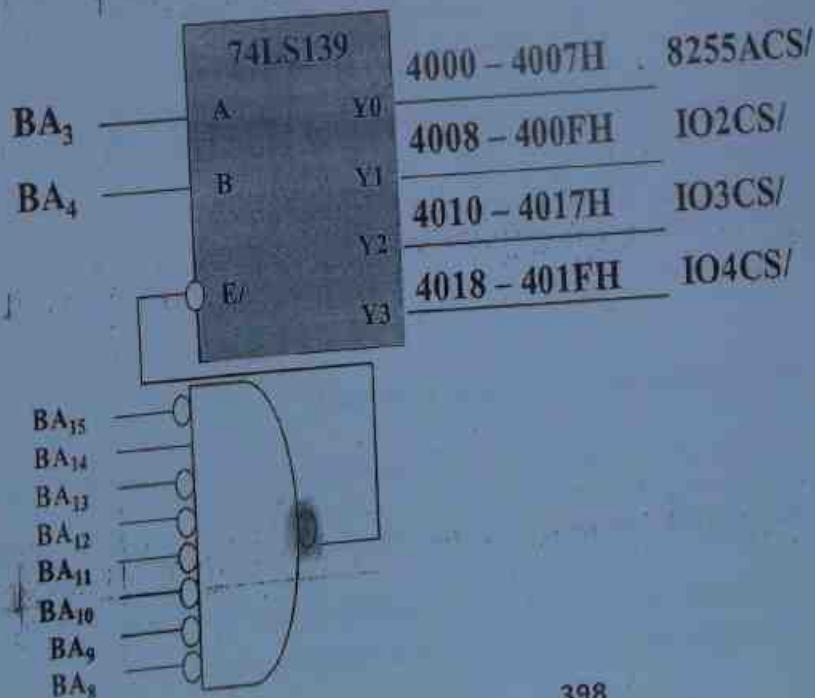 74LS139
4000 – 4007H 8255ACS/
BA₃ A Y0
4008 – 400FH IO2CS/
BA₄ B Y1
4010 – 4017H IO3CS/
Y2
E/ 4018 – 401FH IO4CS/
Y3
BA₁₅
BA₁₄
BA₁₃
BA₁₂
BA₁₁
BA₁₀
BA₉
BA₈
398